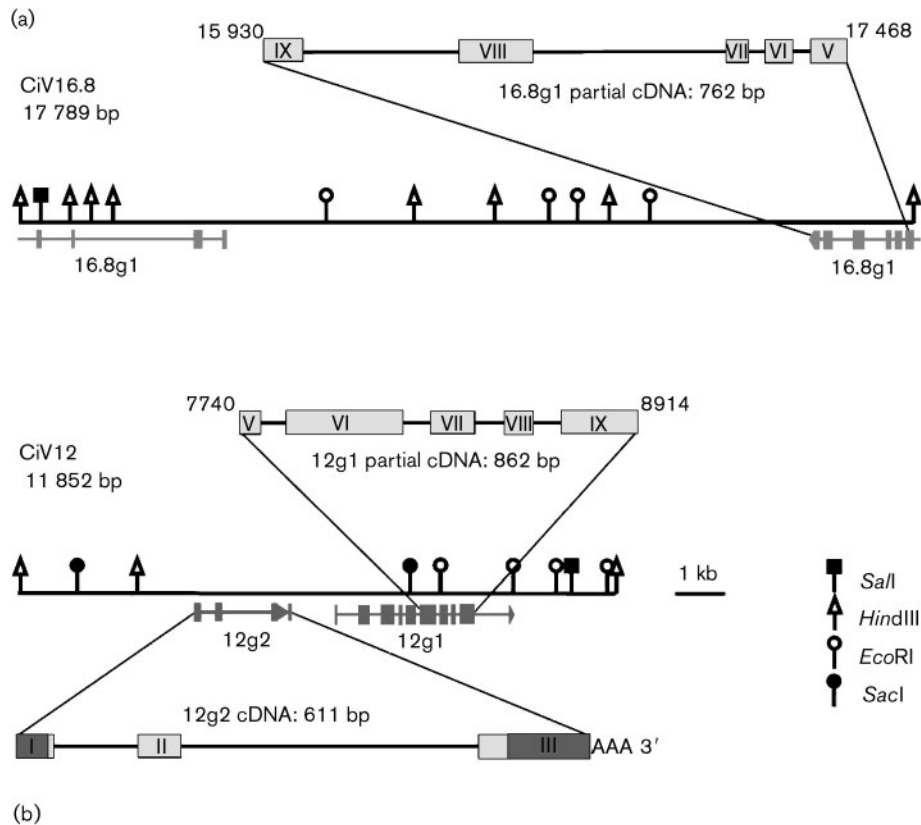 (a)
15 930
17 468
IX
VIII
VII
VI
V
CiV16.8
17 789 bp
16.8g1 partial cDNA: 762 bp
16.8g1
16.8g1
7740
8914
V
VI
VII
VIII
IX
CiV12
11 852 bp
12g1 partial cDNA: 862 bp
1 kb
SalI
HindIII
EcoRI
SacI
12g2
12g1
12g2 cDNA: 611 bp
I
II
III
AAA 3′
(b)